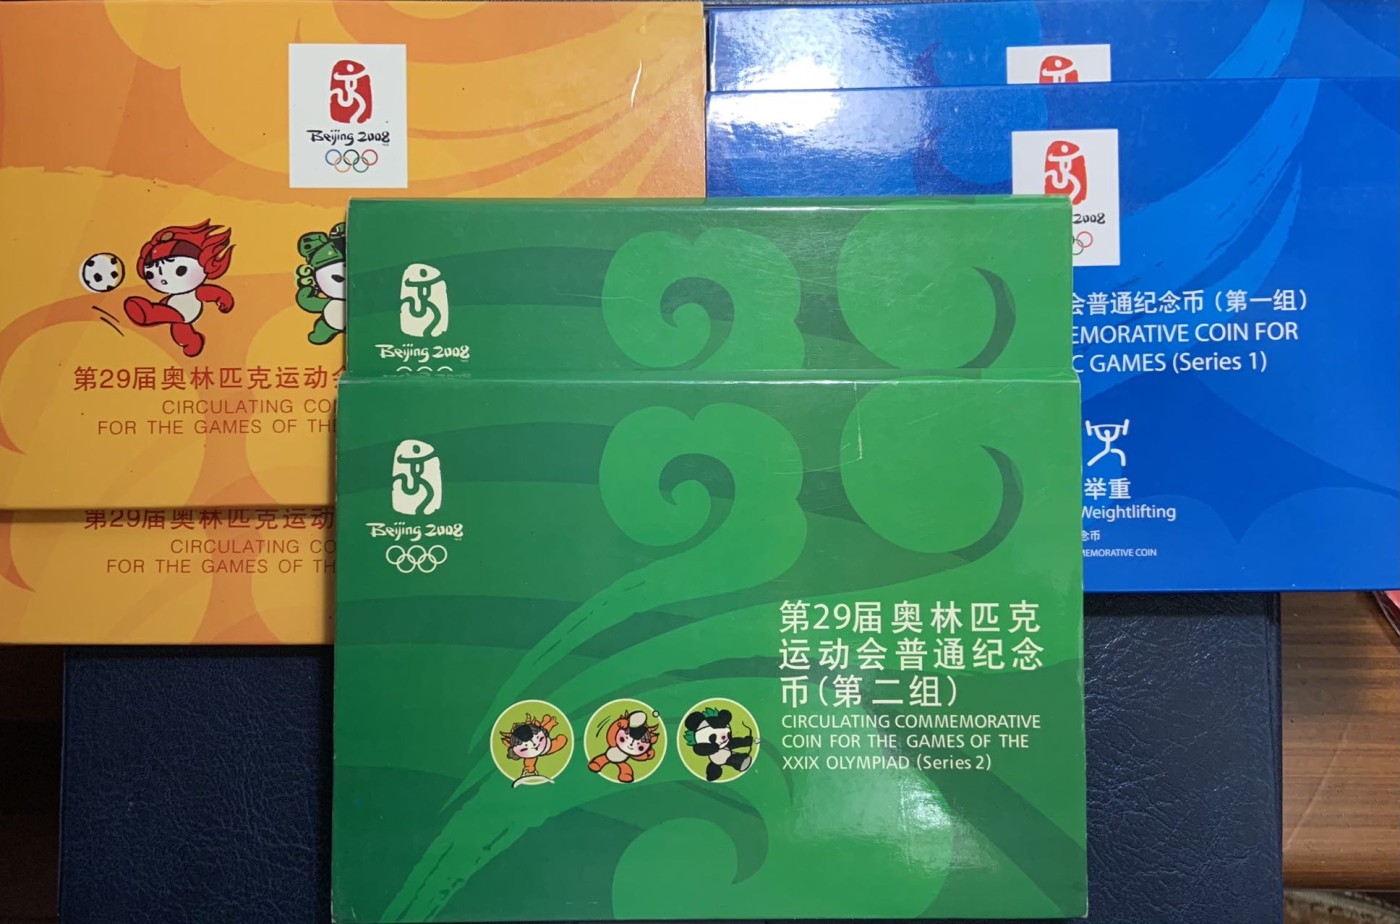 Beijing 2008
第29届奥林匹克运动会
CIRCULATING CO
FOR THE GAMES OF TH
第29届奥林匹克运动
CIRCULATING CO
FOR THE GAMES OF TH
2008
会普通纪念币（第一组）
EMORATIVE COIN FOR
C GAMES (Series 1)
举重
Weightlifting
念币
EMORATIVE COIN
Beijing 2008
Beijing 2008
第29届奥林匹克
运动会普通纪念
币(第二组)
CIRCULATING COMMEMORATIVE
COIN FOR THE GAMES OF THE
XXIX OLYMPIAD (Series 2)